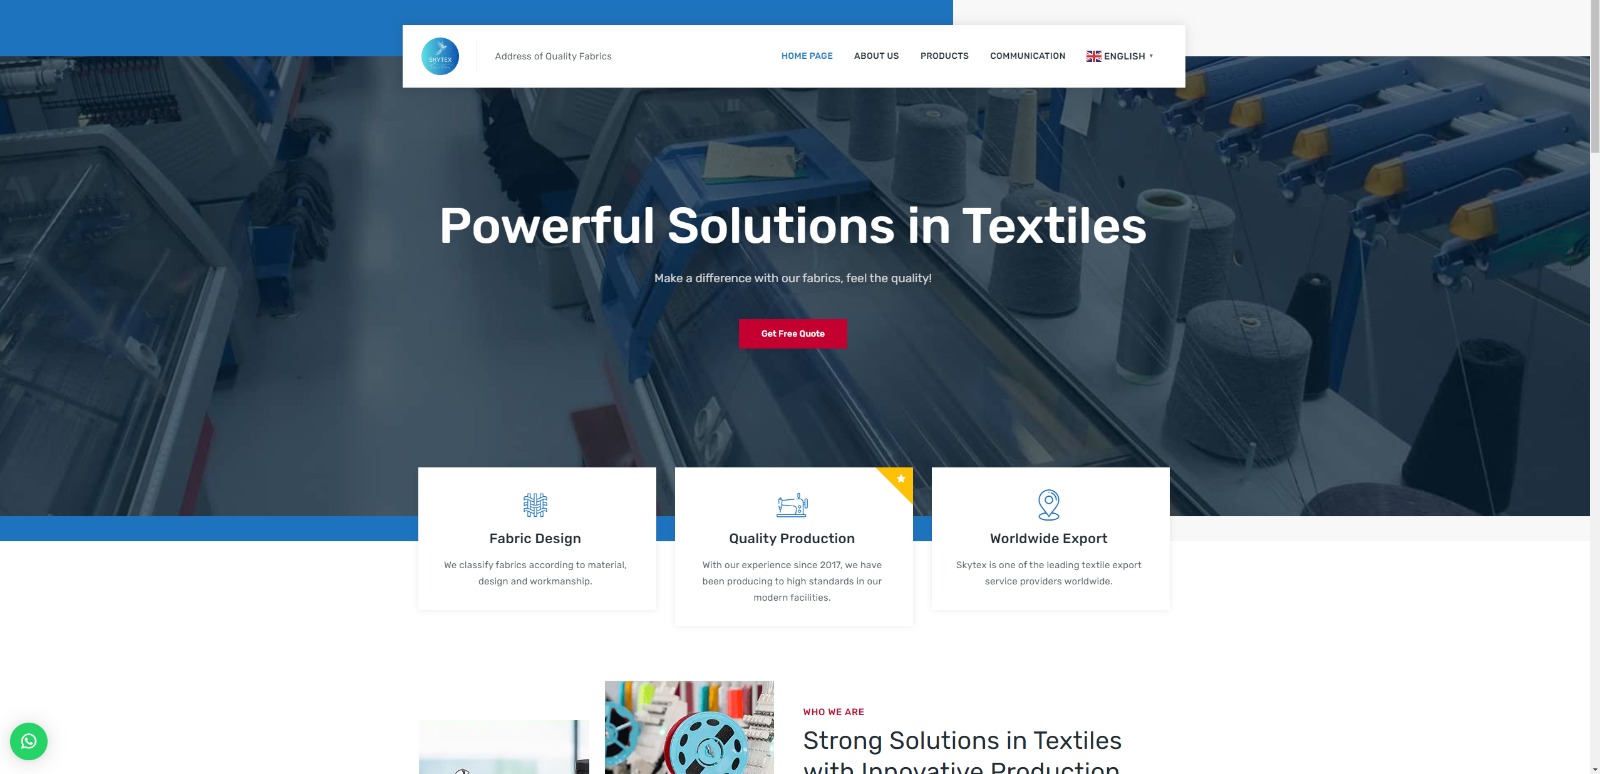 SKYTEX
Address of Quality Fabrics
HOME PAGE
ABOUT US
PRODUCTS
COMMUNICATION
ENGLISH
Powerful Solutions in Textiles
Make a difference with our fabrics, feel the quality!
Get Free Quote
Fabric Design
We classify fabrics according to material,
design and workmanship.
Quality Production
With our experience since 2017, we have
been producing to high standards in our
modern facilities.
Worldwide Export
Skytex is one of the leading textile export
service providers worldwide.
WHO WE ARE
Strong Solutions in Textiles
with Innovative Production